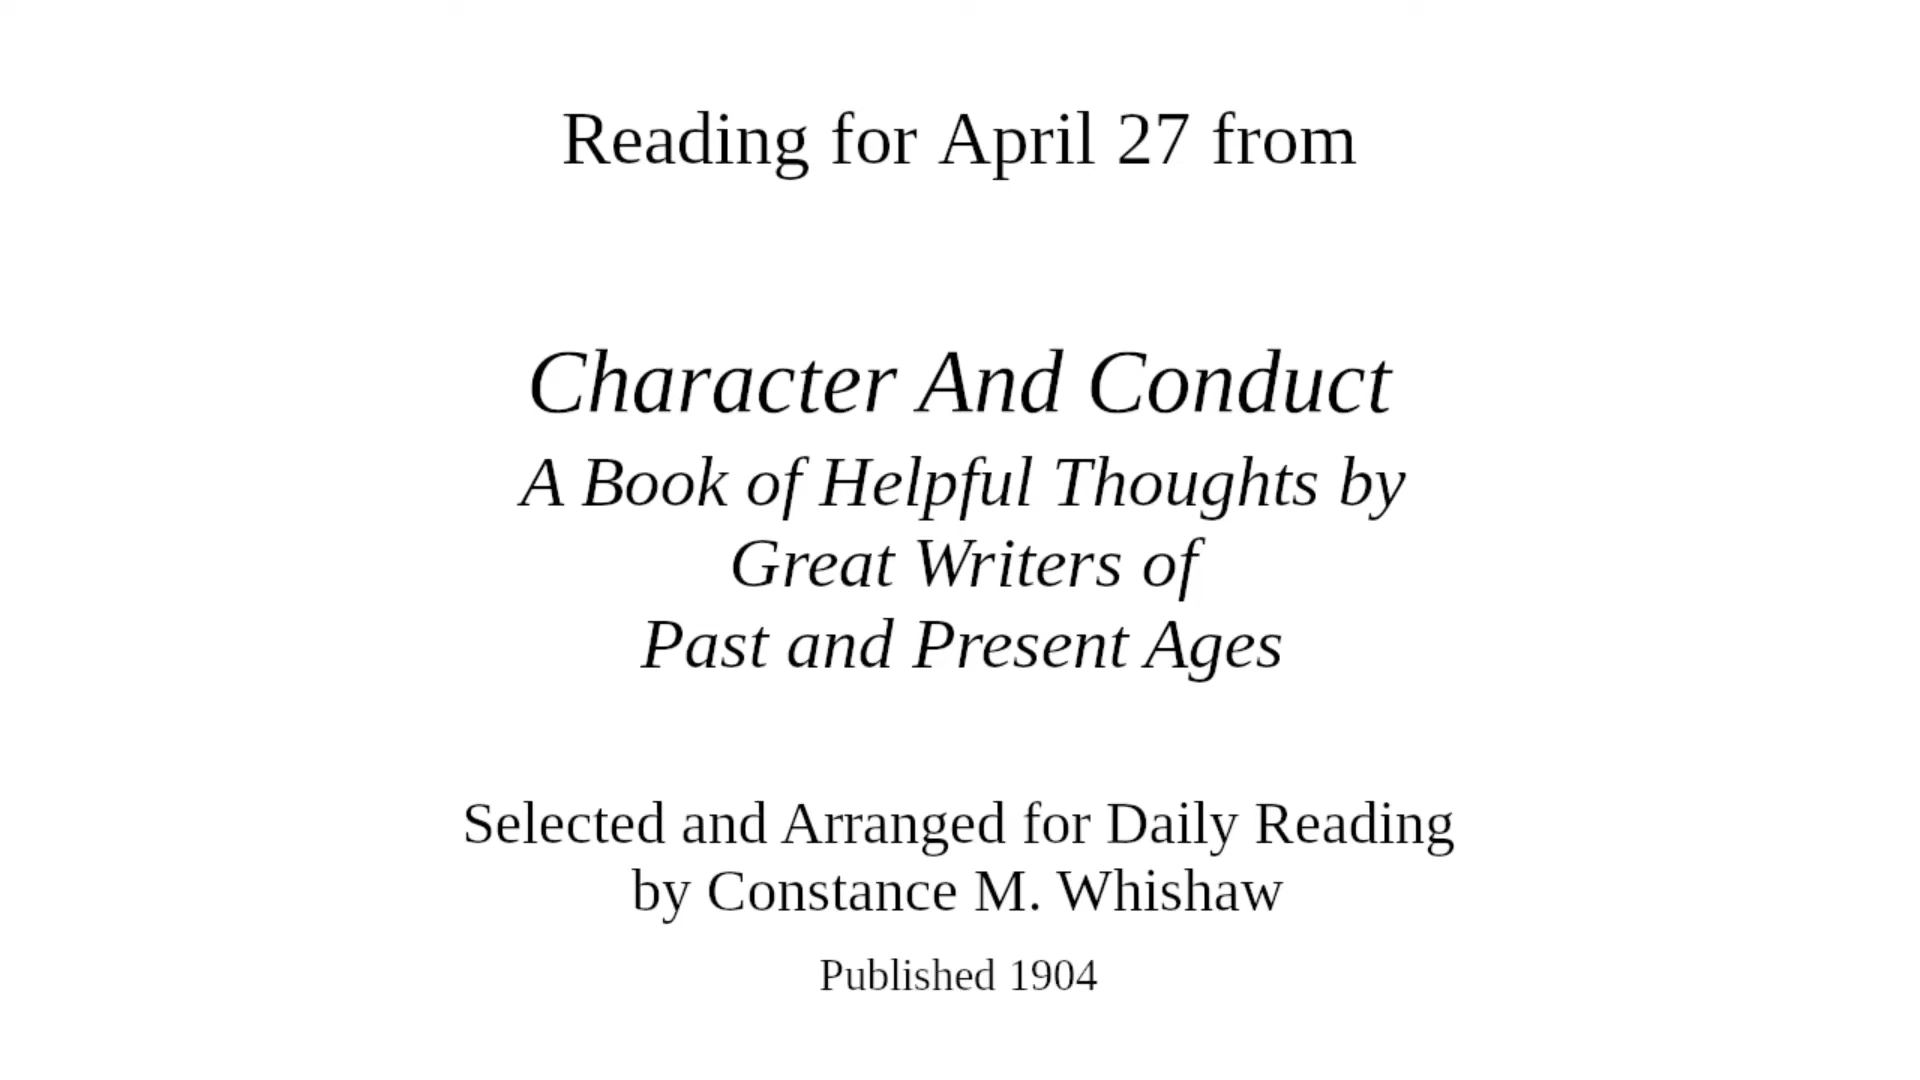 Reading for April 27 from
Character And Conduct
A Book of Helpful Thoughts by
Great Writers of
Past and Present Ages
Selected and Arranged for Daily Reading
by Constance M. Whishaw
Published 1904